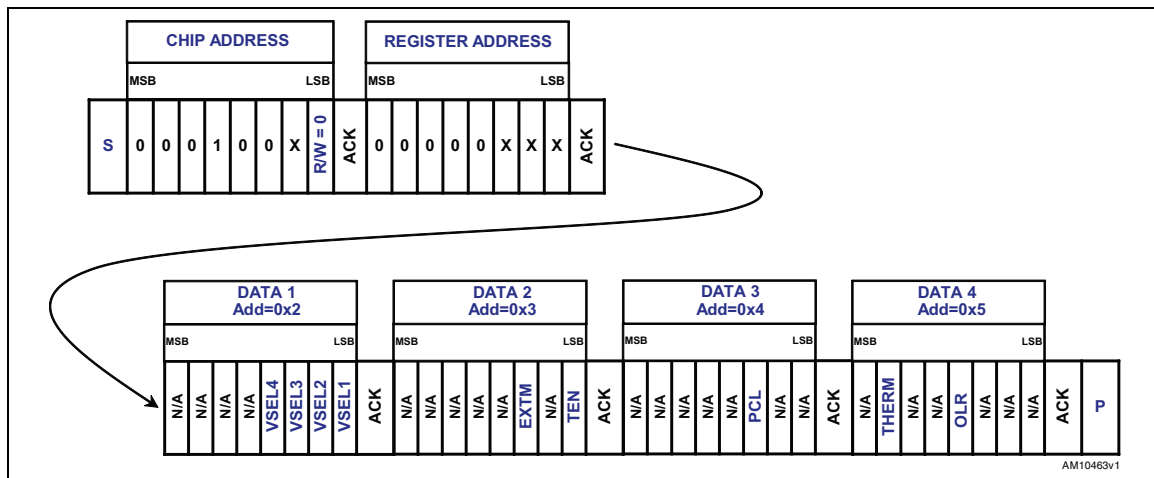 CHIP ADDRESS REGISTER ADDRESS
MSB LSB MSB
S 0 0 0 1 0 0 X R/W = 0 ACK 0 0 0 0 0 X X X ACK
DATA 1 DATA 2 DATA 3 DATA 4
Add=0x2 Add=0x3 Add=0x4 Add=0x5
MSB LSB MSB LSB MSB LSB MSB LSB
N/A N/A N/A N/A VSEL4 VSEL3 VSEL2 VSEL1 ACK N/A N/A N/A N/A N/A EXTM N/A TEN ACK N/A N/A N/A N/A N/A PCL N/A N/A ACK N/A THERM N/A N/A OLR N/A N/A N/A ACK P
AM10463v1